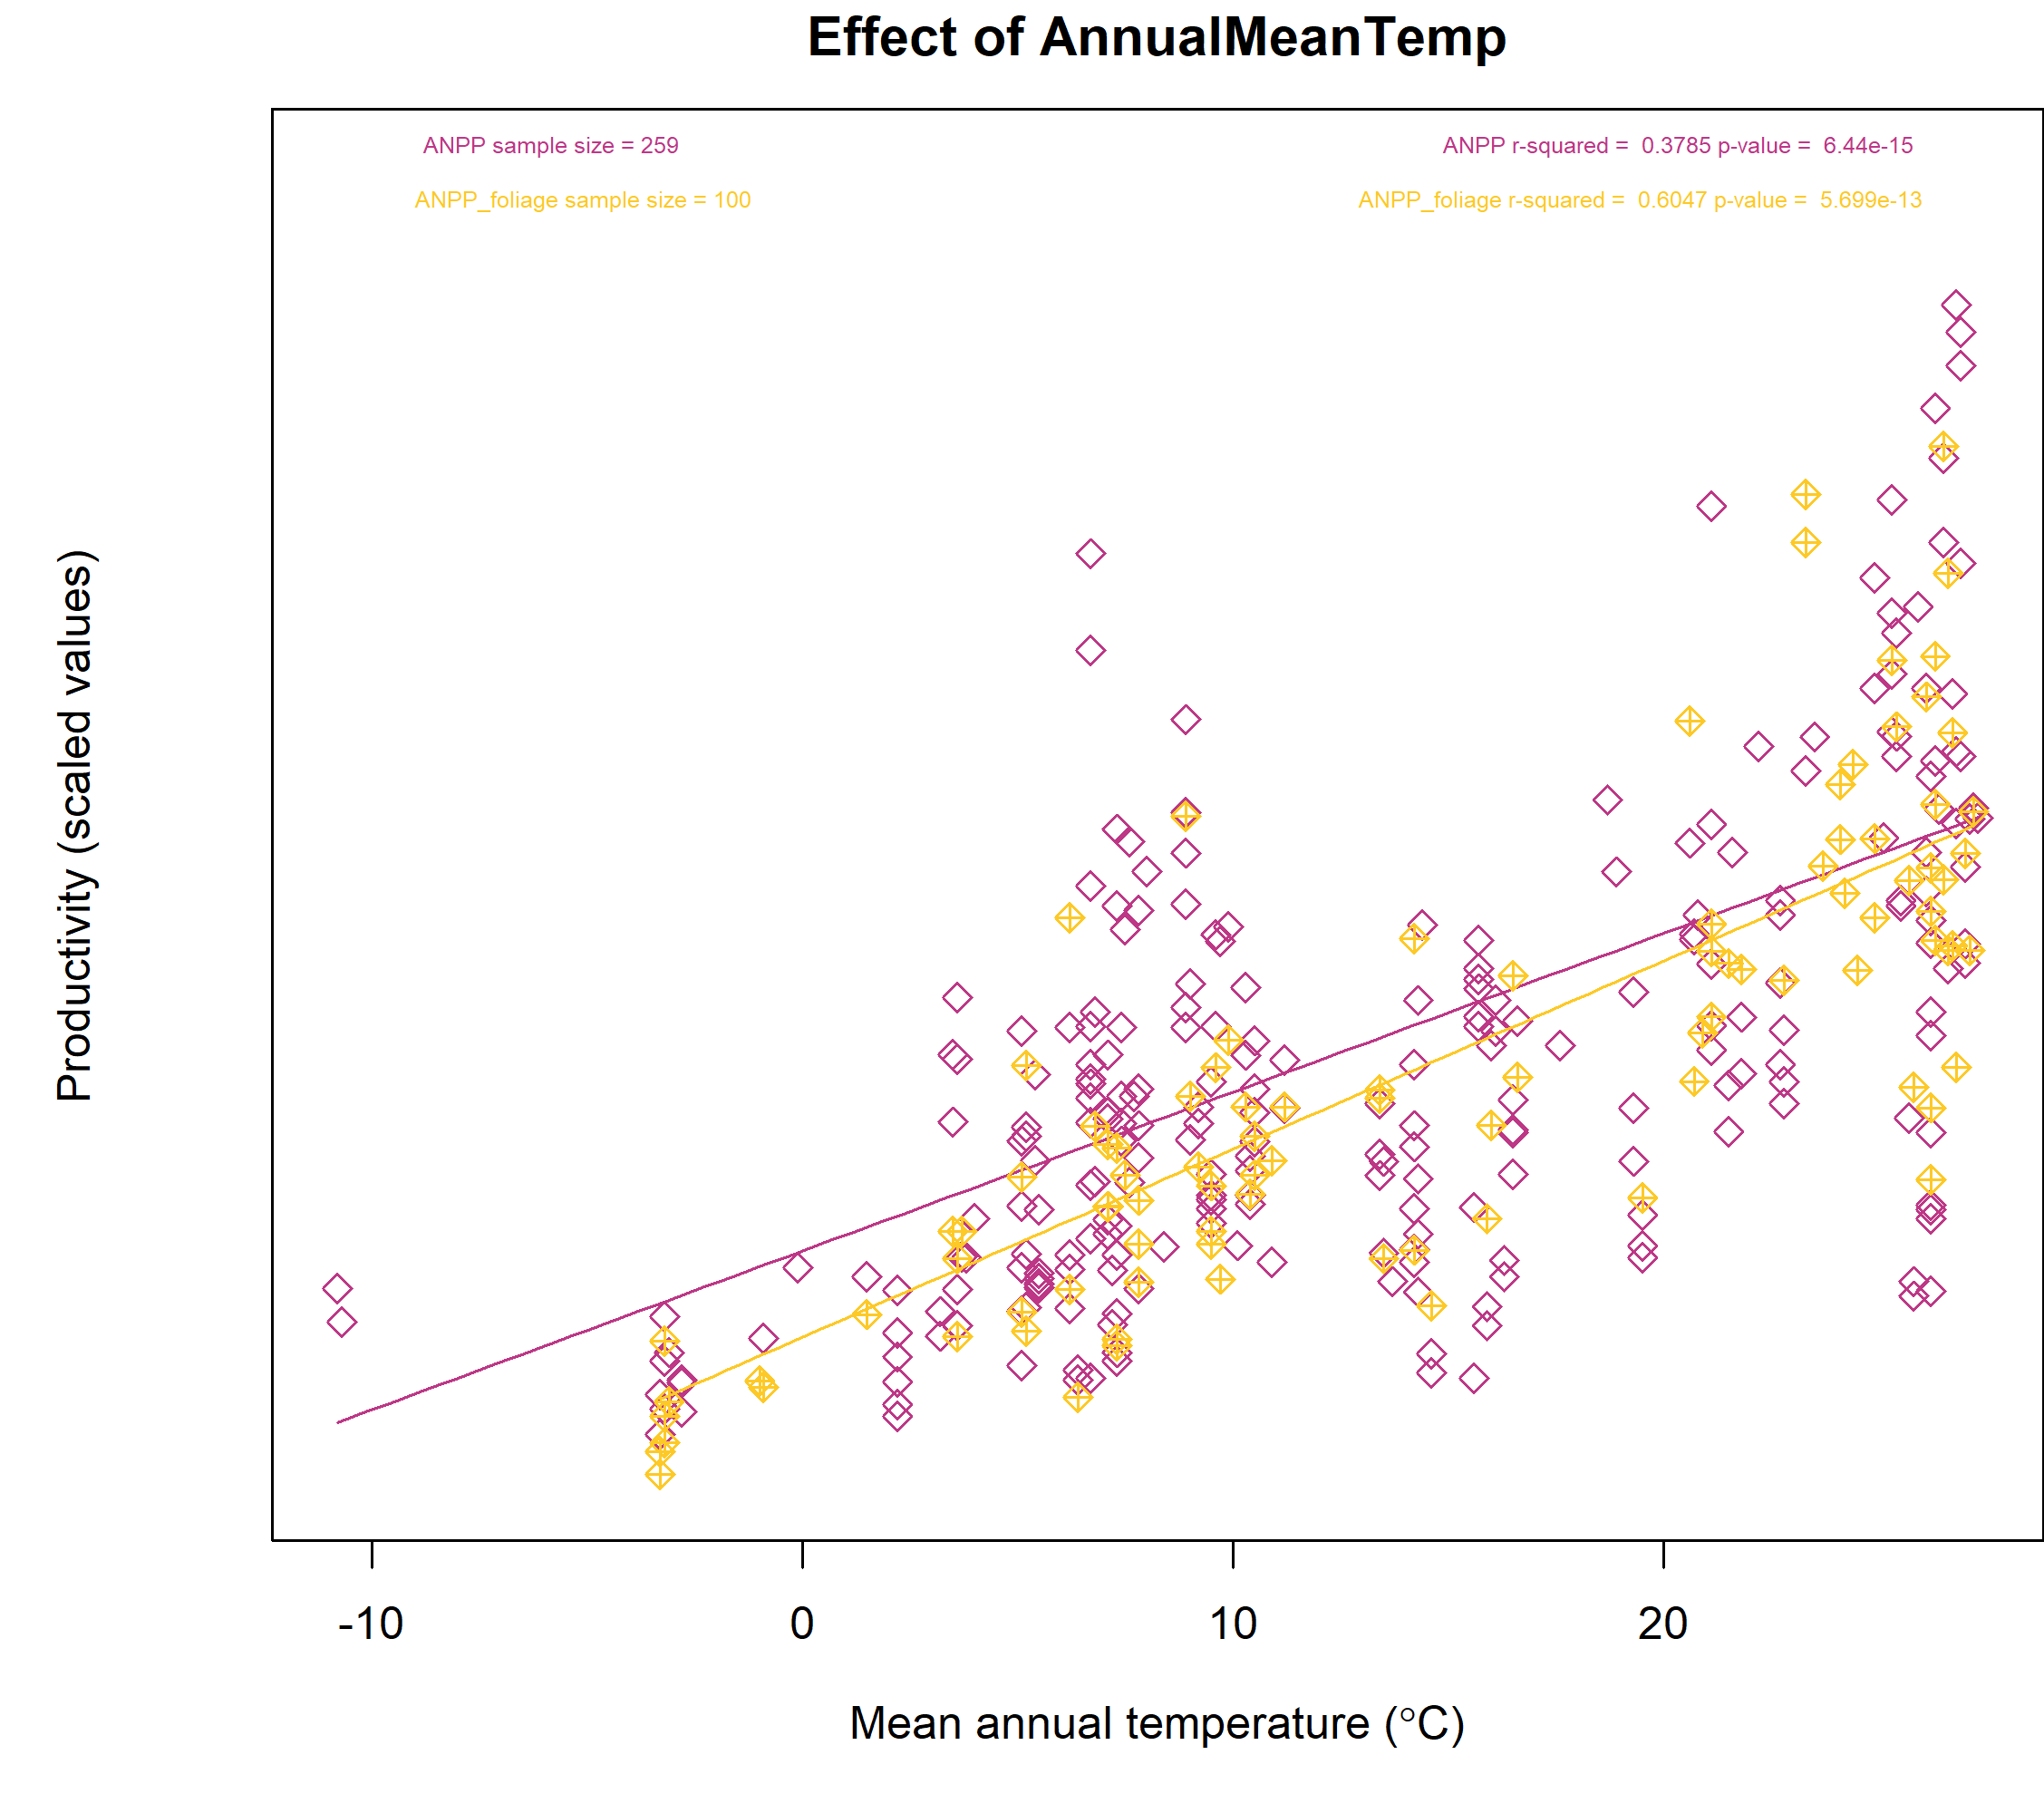 Effect of AnnualMeanTemp
ANPP sample size = 259
ANPP r-squared =  0.3785 p-value =  6.44e-15
ANPP_foliage sample size = 100
ANPP_foliage r-squared =  0.6047 p-value =  5.699e-13
Productivity (scaled values)
-10
0
10
20
Mean annual temperature (°C)